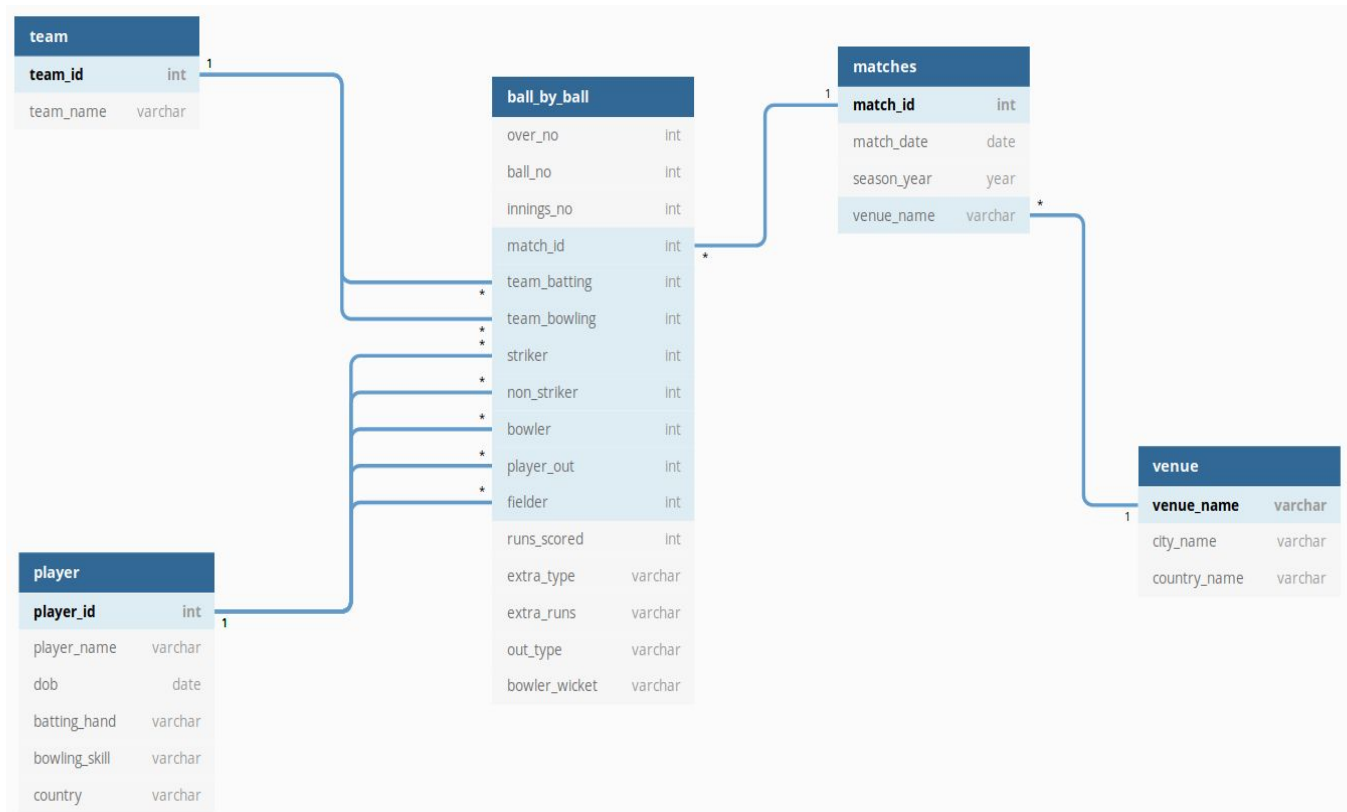 team
team_id int
team_name varchar
1
ball_by_ball
over_no int
ball_no int
innings_no int
match_id int
team_batting int
team_bowling int
striker int
non_striker int
bowler int
player_out int
fielder int
runs_scored int
extra_type varchar
extra_runs varchar
out_type varchar
bowler_wicket varchar
*
*
*
*
*
*
*
*
matches
1
match_id int
match_date date
season_year year
venue_name varchar
*
venue
venue_name varchar
1
city_name varchar
country_name varchar
player
player_id int
1
player_name varchar
dob date
batting_hand varchar
bowling_skill varchar
country varchar